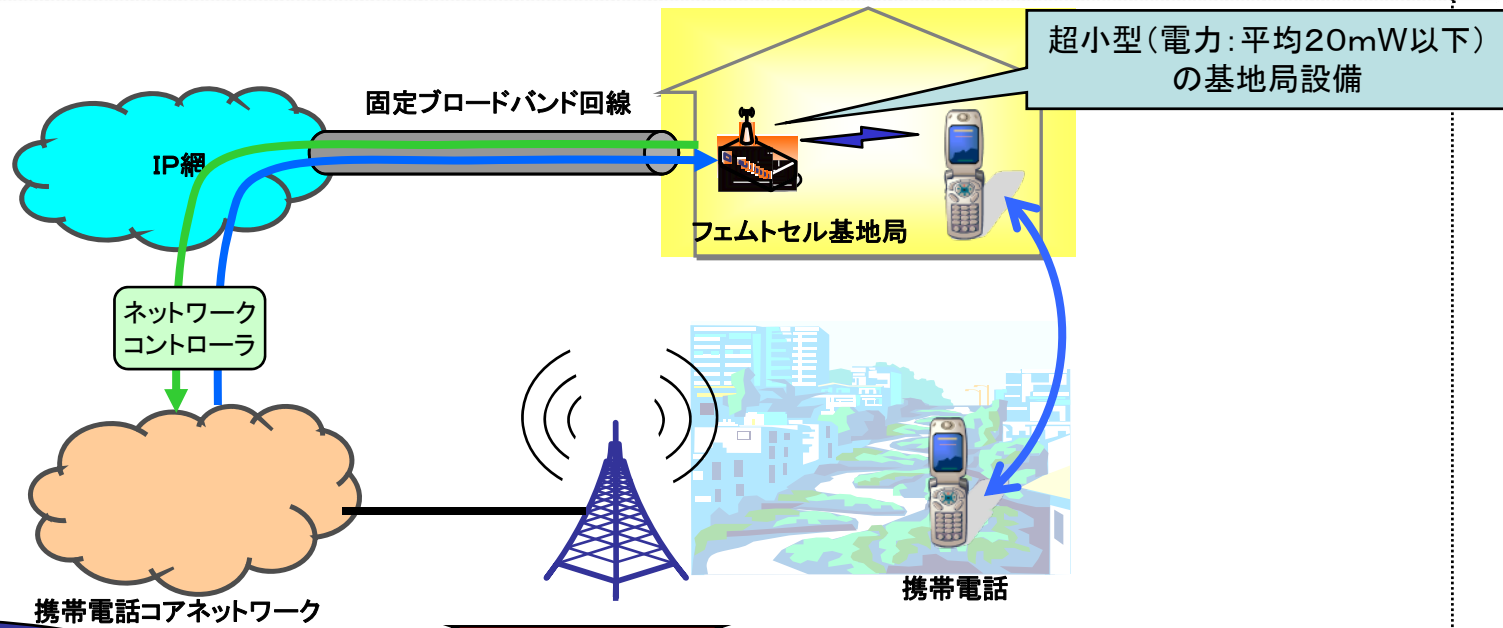 超小型(電力:平均20mW以下)
の基地局設備
固定ブロードバンド回線
IP網
フェムトセル基地局
ネットワーク
コントローラ
携帯電話
携帯電話コアネットワーク